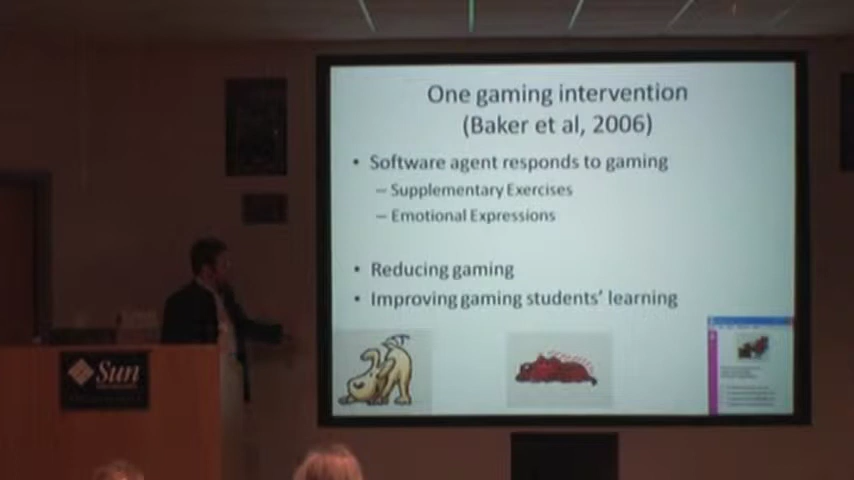 One gaming intervention
(Baker et al, 2006)
• Software agent responds to gaming
– Supplementary Exercises
– Emotional Expressions
• Reducing gaming
• Improving gaming students' learning
Sun